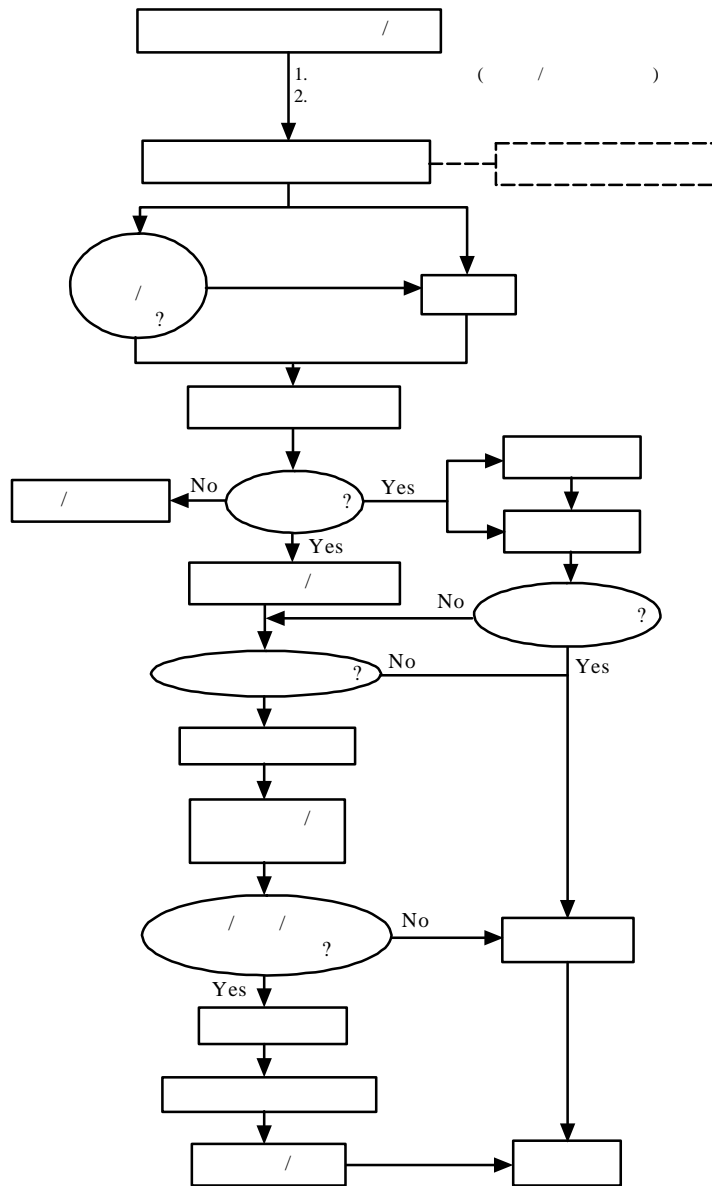 /
1. ( / )
2.
/
?
No
?
Yes
/
Yes
/
No
?
?
No
Yes
/
/ /
?
No
Yes
/